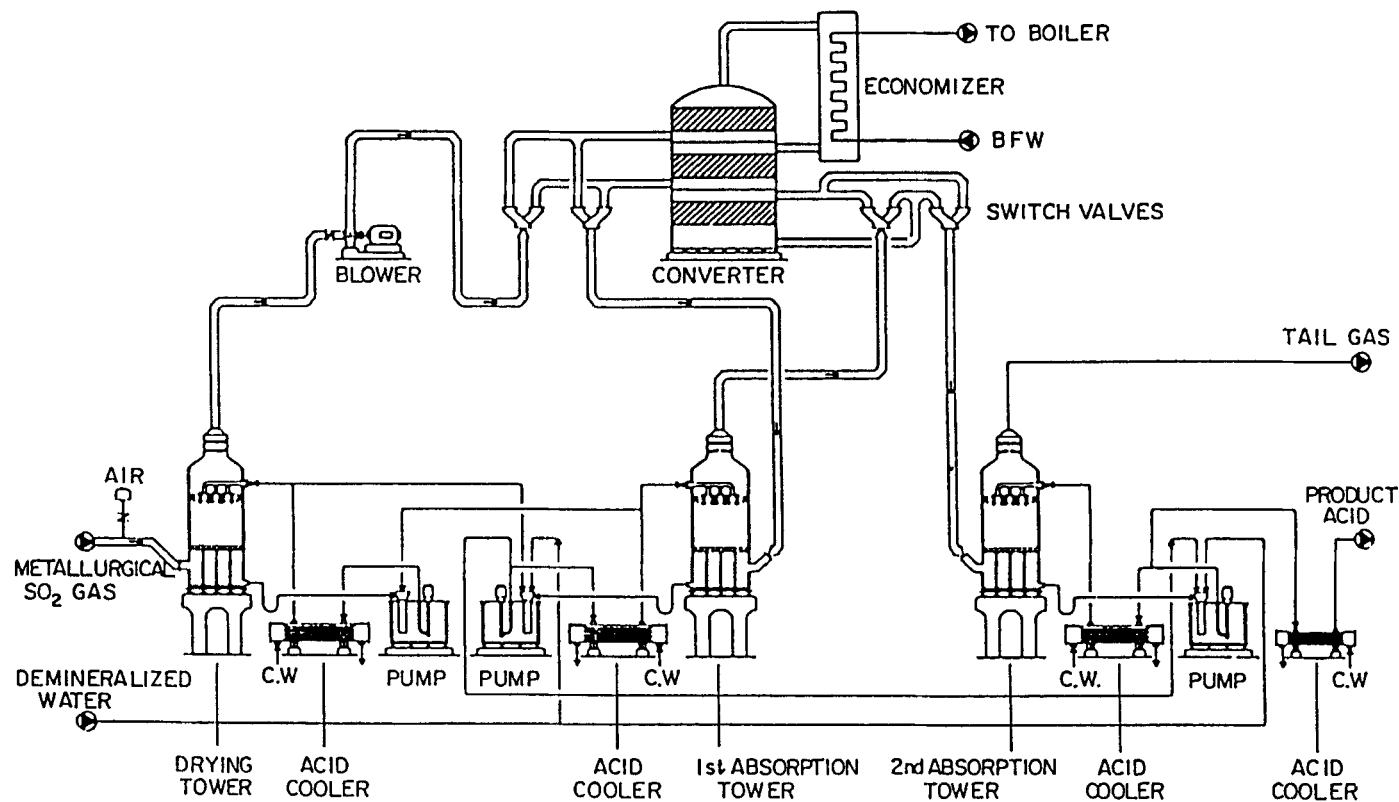 TO BOILER
ECONOMIZER
BFW
SWITCH VALVES
BLOWER
CONVERTER
TAIL GAS
AIR
PRODUCT
ACID
METALLURGICAL
SO₂ GAS
C.W
PUMP
PUMP
C.W
C.W.
PUMP
C.W
DEMINERALIZED
WATER
DRYING
TOWER
ACID
COOLER
ACID
COOLER
1st ABSORPTION
TOWER
2nd ABSORPTION
TOWER
ACID
COOLER
ACID
COOLER